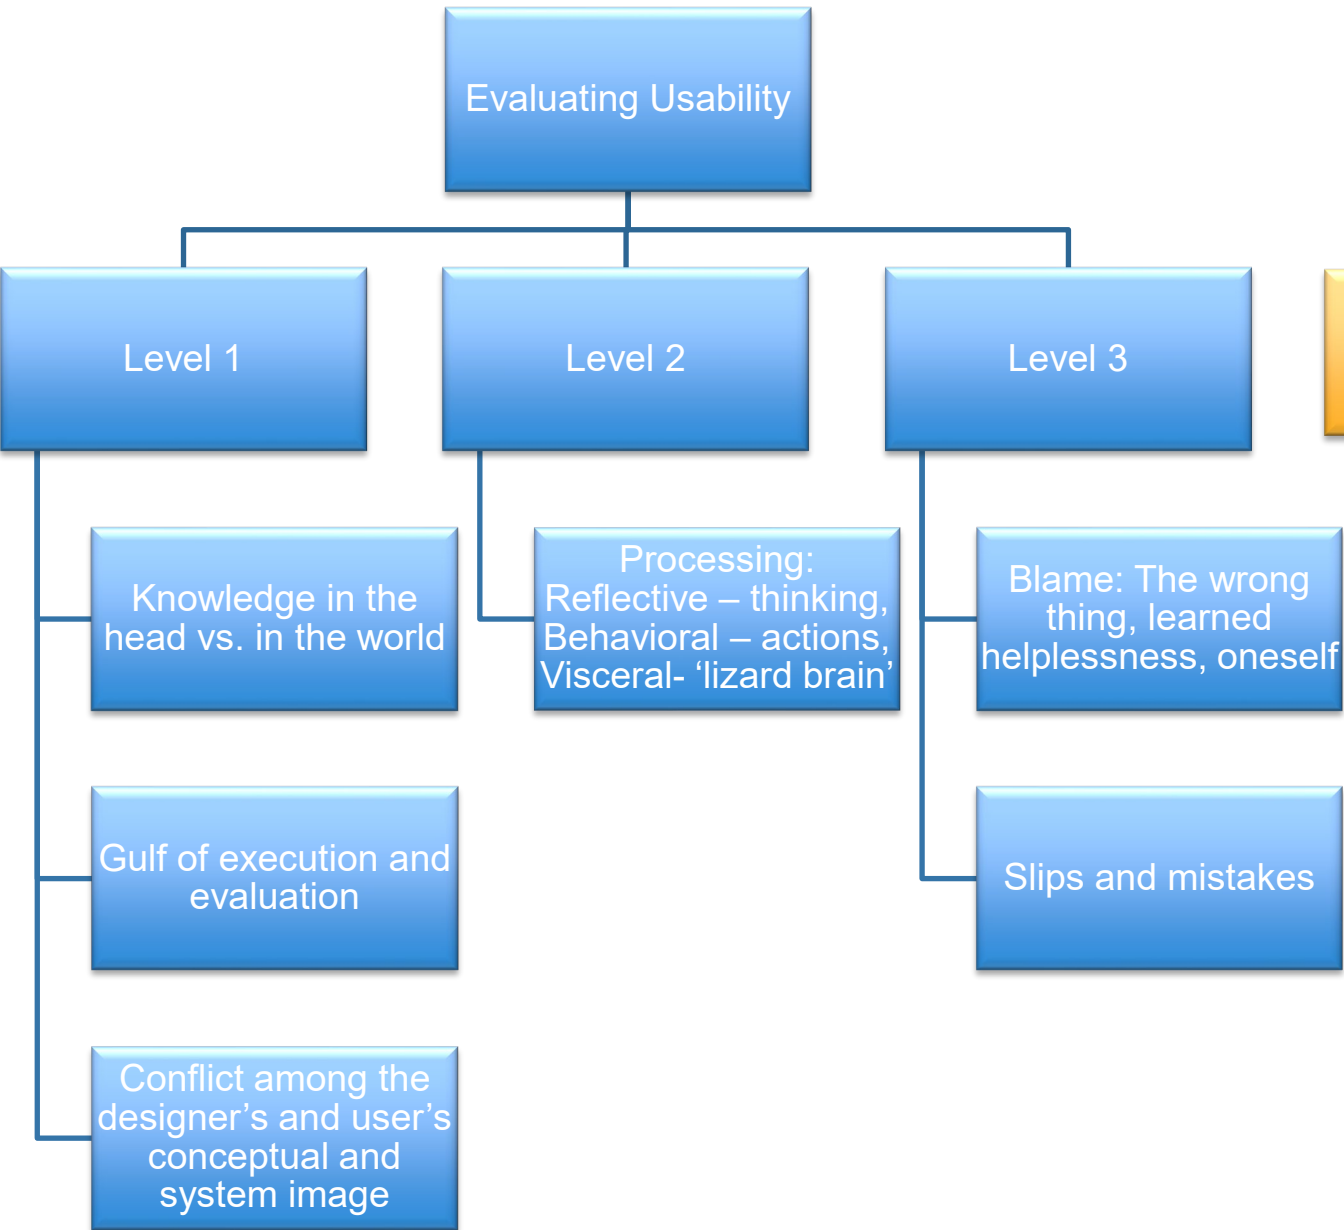 Evaluating Usability
Level 1
Level 2
Level 3
Knowledge in the
head vs. in the world
Gulf of execution and
evaluation
Conflict among the
designer’s and user’s
conceptual and
system image
Processing:
Reflective – thinking,
Behavioral – actions,
Visceral- ‘lizard brain’
Blame: The wrong
thing, learned
helplessness, oneself
Slips and mistakes